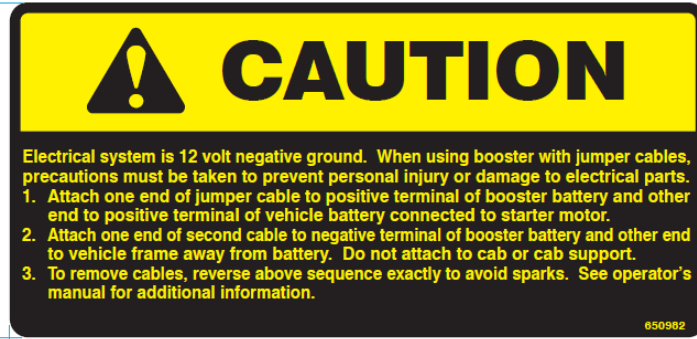 CAUTION
Electrical system is 12 volt negative ground.  When using booster with jumper cables,
precautions must be taken to prevent personal injury or damage to electrical parts.
1.  Attach one end of jumper cable to positive terminal of booster battery and other
end to positive terminal of vehicle battery connected to starter motor.
2.  Attach one end of second cable to negative terminal of booster battery and other end
to vehicle frame away from battery.  Do not attach to cab or cab support.
3.  To remove cables, reverse above sequence exactly to avoid sparks.  See operator's
manual for additional information.
650982